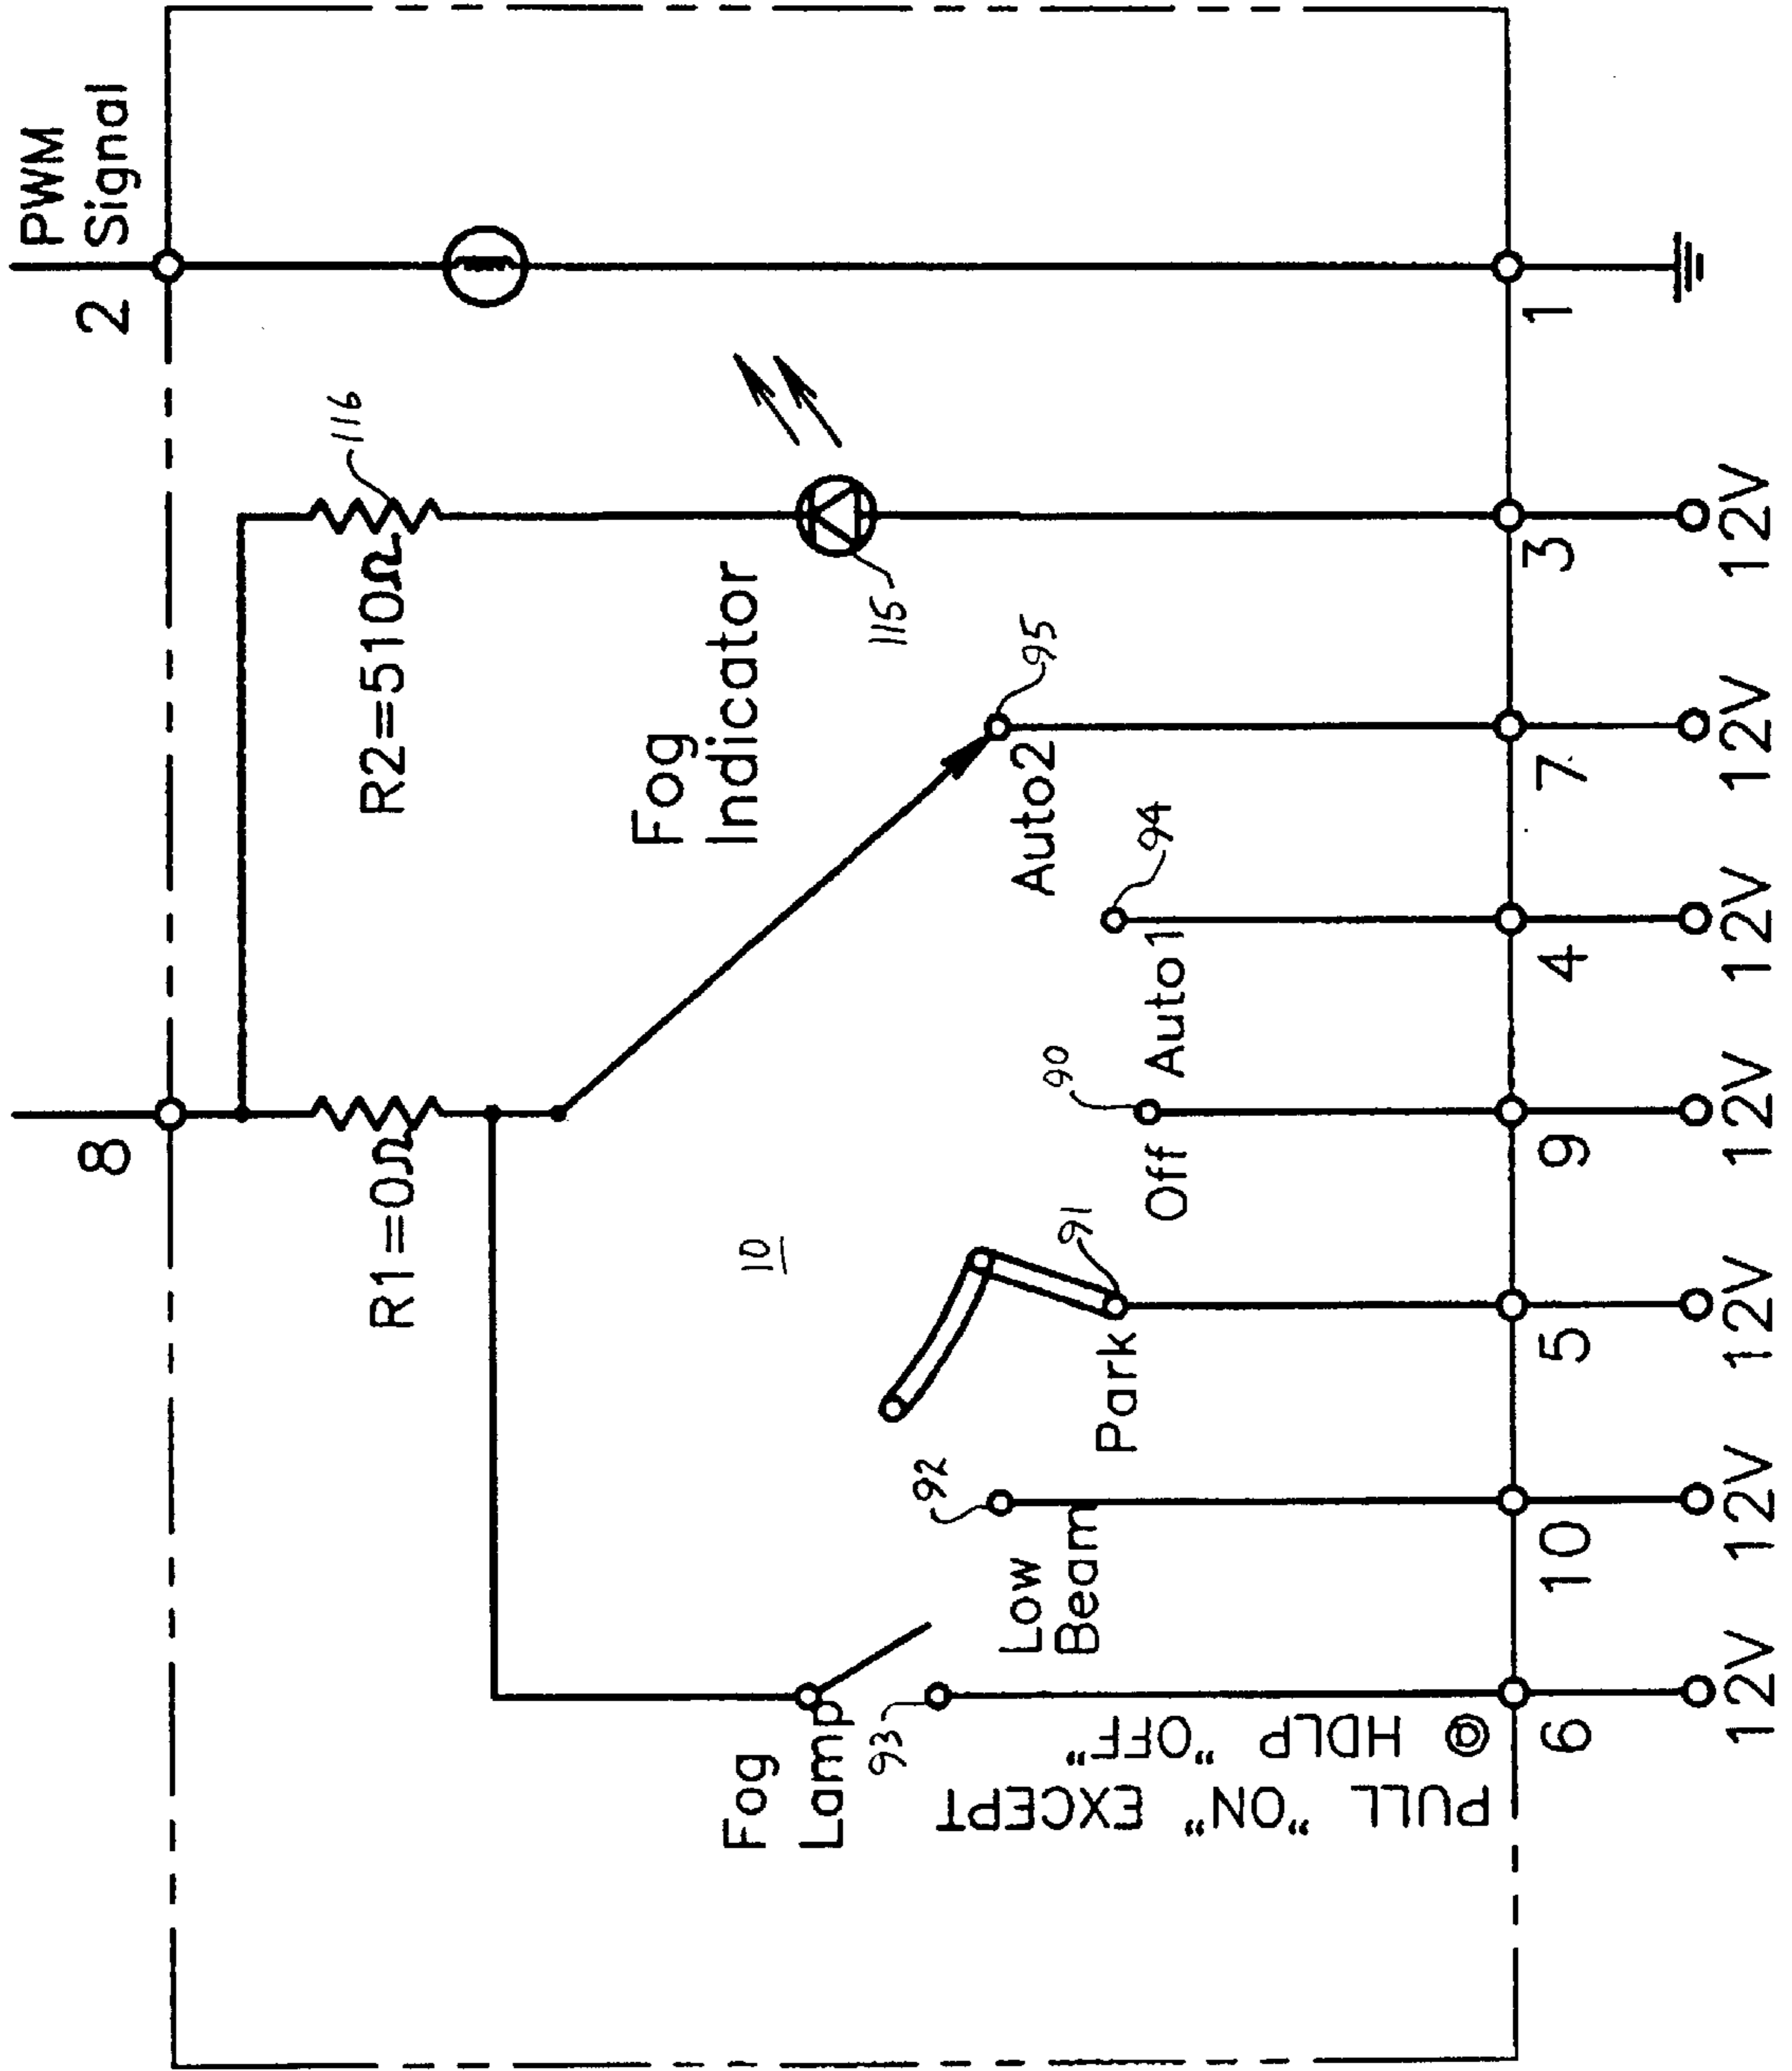 8
2
PWM
Signal
R1=0Ω
R2=510Ω
116
10
Fog
Indicator
115
Fog
Lamp
93
PULL "ON" EXCEPT
@ HDLP "OFF"
92
Low
Beam
91
Park
90
Off
94
Auto1
95
Auto2
6
10
5
9
4
7
3
1
12V
12V
12V
12V
12V
12V
12V